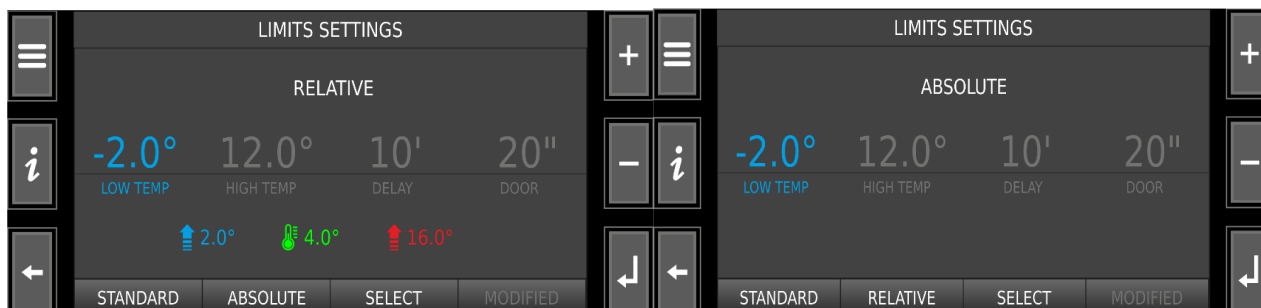 LIMITS SETTINGS
RELATIVE
-2.0° 12.0° 10' 20"
LOW TEMP HIGH TEMP DELAY DOOR
2.0° 4.0° 16.0°
STANDARD ABSOLUTE SELECT MODIFIED
LIMITS SETTINGS
ABSOLUTE
-2.0° 12.0° 10' 20"
LOW TEMP HIGH TEMP DELAY DOOR
STANDARD RELATIVE SELECT MODIFIED